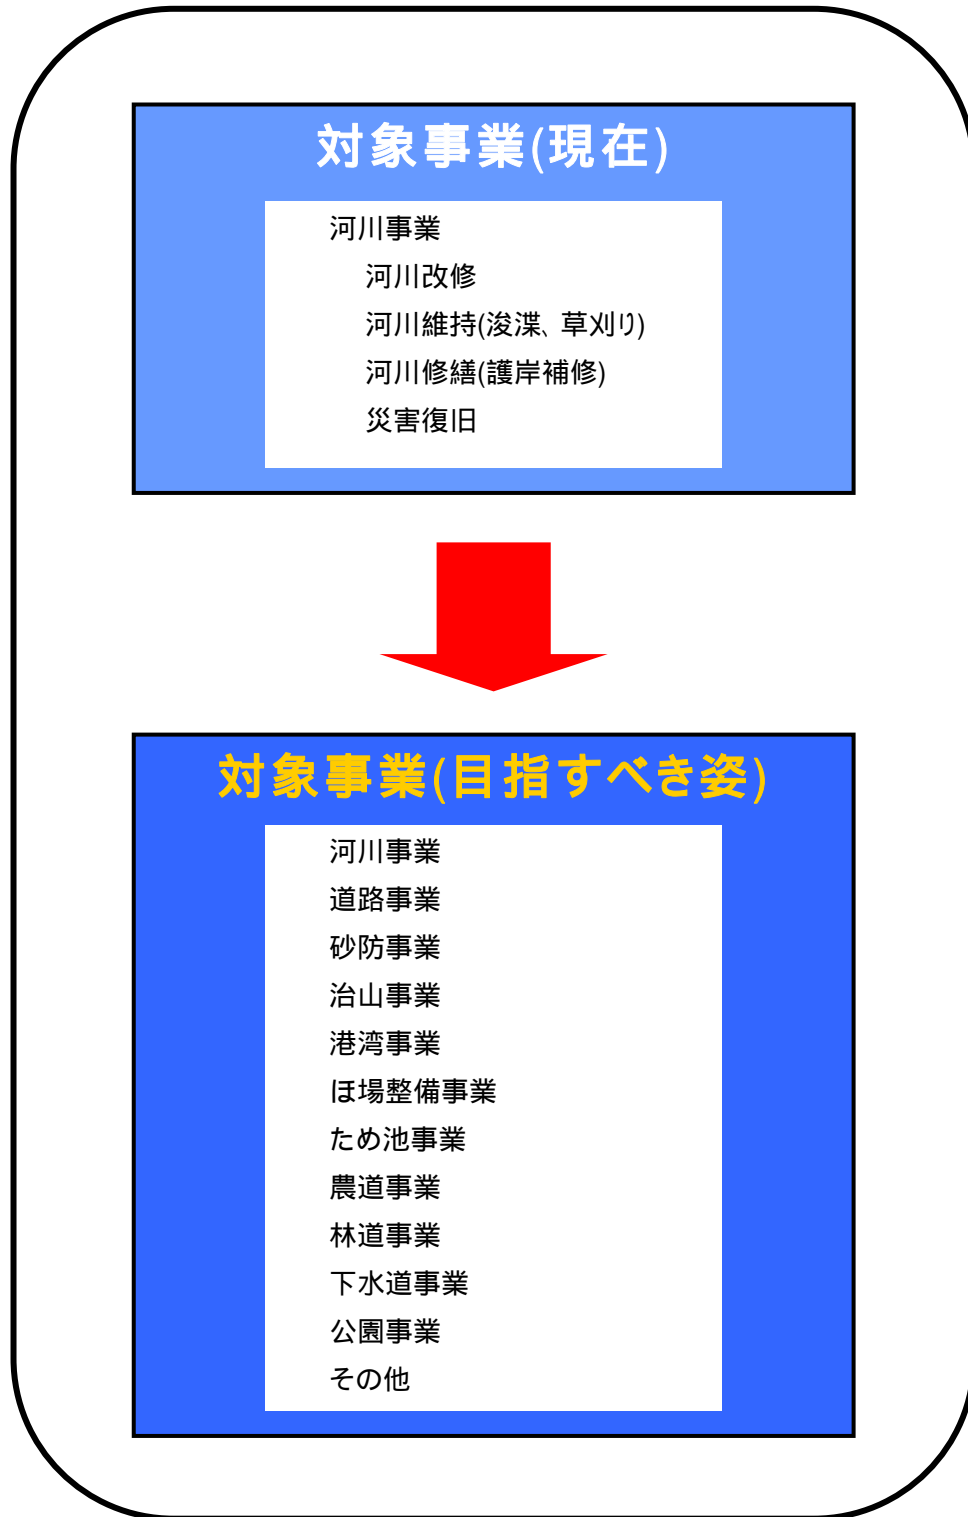 対象事業(現在)
河川事業
河川改修
河川維持(浚渫、草刈り)
河川修繕(護岸補修)
災害復旧
対象事業(目指すべき姿)
河川事業
道路事業
砂防事業
治山事業
港湾事業
ほ場整備事業
ため池事業
農道事業
林道事業
下水道事業
公園事業
その他